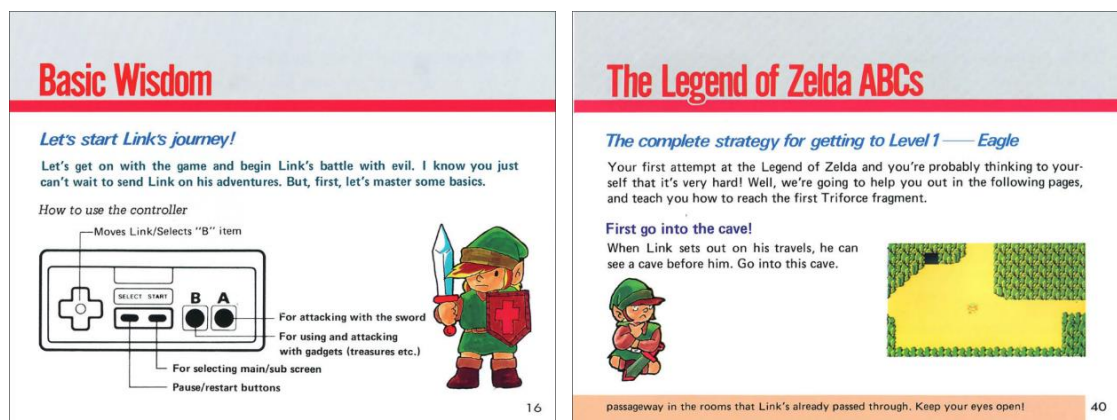 Basic Wisdom
Let's start Link's journey!
Let's get on with the game and begin Link's battle with evil. I know you just
can't wait to send Link on his adventures. But, first, let's master some basics.
How to use the controller
Moves Link/Selects "B" item
SELECT START
B A
For attacking with the sword
For using and attacking
with gadgets (treasures etc.)
For selecting main/sub screen
Pause/restart buttons
16
The Legend of Zelda ABCs
The complete strategy for getting to Level 1 — Eagle
Your first attempt at the Legend of Zelda and you're probably thinking to your-
self that it's very hard! Well, we're going to help you out in the following pages,
and teach you how to reach the first Triforce fragment.
First go into the cave!
When Link sets out on his travels, he can
see a cave before him. Go into this cave.
passageway in the rooms that Link's already passed through. Keep your eyes open!
40